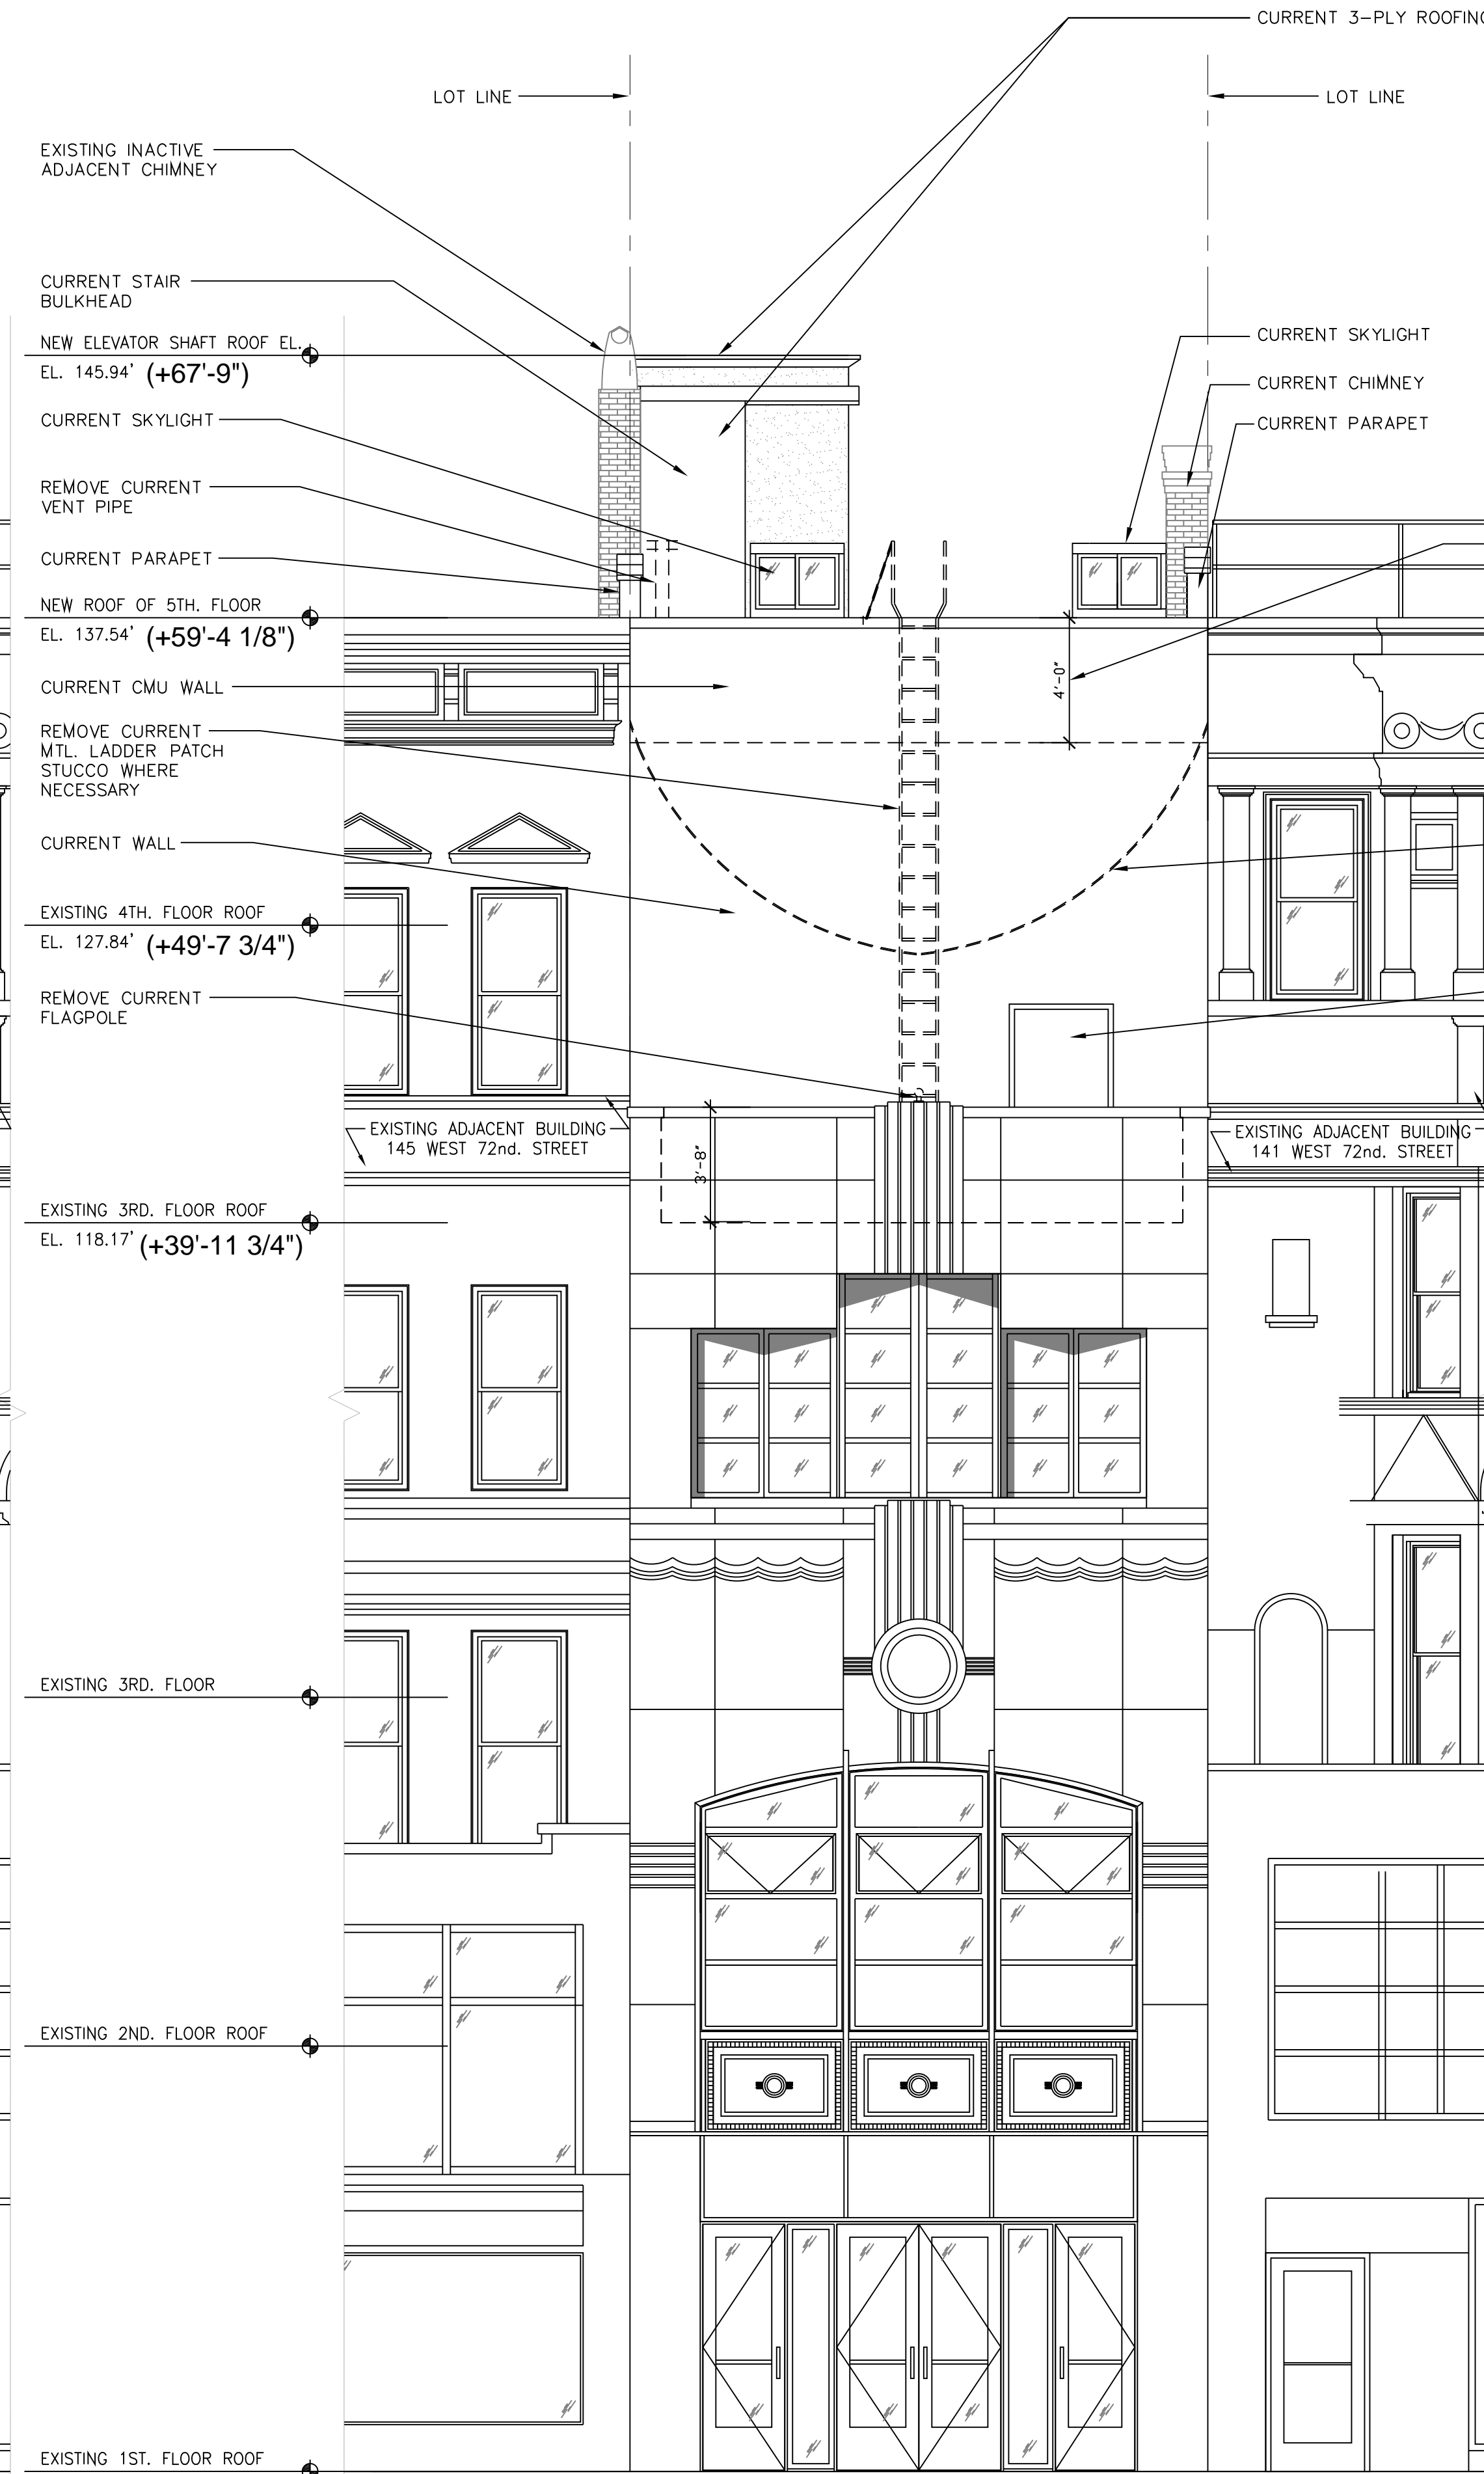 CURRENT 3-PLY ROOFING
LOT LINE
LOT LINE
EXISTING INACTIVE
ADJACENT CHIMNEY
CURRENT STAIR
BULKHEAD
NEW ELEVATOR SHAFT ROOF EL.
EL. 145.94' (+67'-9")
CURRENT SKYLIGHT
REMOVE CURRENT
VENT PIPE
CURRENT PARAPET
NEW ROOF OF 5TH. FLOOR
EL. 137.54' (+59'-4 1/8")
CURRENT CMU WALL
REMOVE CURRENT
MTL. LADDER PATCH
STUCCO WHERE
NECESSARY
CURRENT WALL
EXISTING 4TH. FLOOR ROOF
EL. 127.84' (+49'-7 3/4")
REMOVE CURRENT
FLAGPOLE
EXISTING 3RD. FLOOR ROOF
EL. 118.17' (+39'-11 3/4")
EXISTING 3RD. FLOOR
EXISTING 2ND. FLOOR ROOF
EXISTING 1ST. FLOOR ROOF
CURRENT SKYLIGHT
CURRENT CHIMNEY
CURRENT PARAPET
4'-0"
EXISTING ADJACENT BUILDING
145 WEST 72nd. STREET
3'-8"
EXISTING ADJACENT BUILDING
141 WEST 72nd. STREET